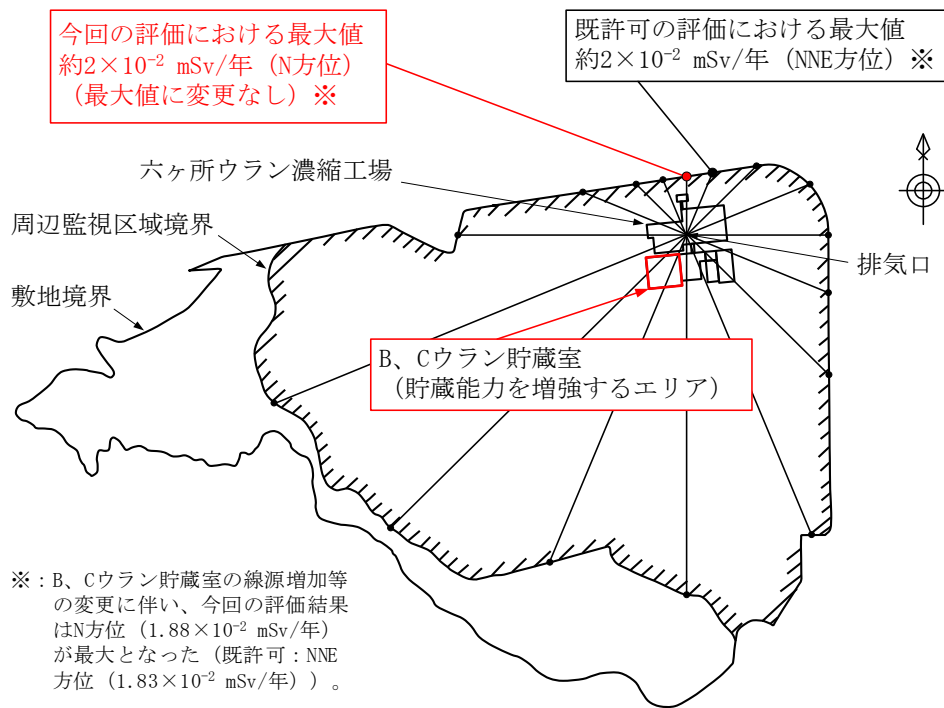 今回の評価における最大値
約2×10⁻² mSv/年（N方位）
（最大値に変更なし）※
既許可の評価における最大値
約2×10⁻² mSv/年（NNE方位）※
六ヶ所ウラン濃縮工場
周辺監視区域境界
敷地境界
排気口
B、Cウラン貯蔵室
（貯蔵能力を増強するエリア）
※：B、Cウラン貯蔵室の線源増加等
の変更に伴い、今回の評価結果
はN方位（1.88×10⁻² mSv/年）
が最大となった（既許可：NNE
方位（1.83×10⁻² mSv/年））。